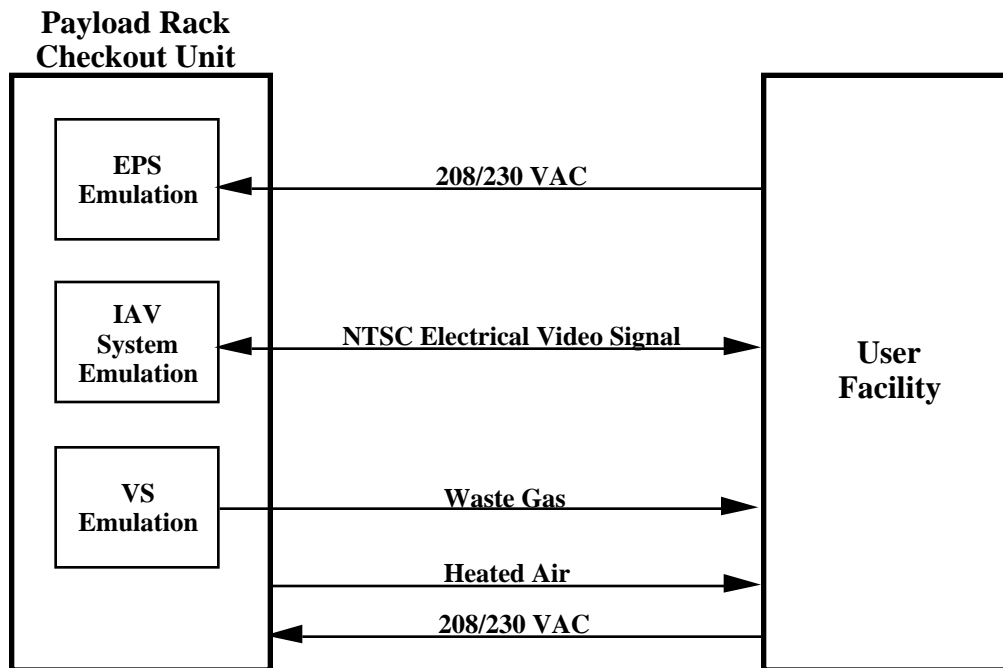 Payload Rack
Checkout Unit
EPS
Emulation
208/230 VAC
IAV
System
Emulation
NTSC Electrical Video Signal
User
Facility
VS
Emulation
Waste Gas
Heated Air
208/230 VAC